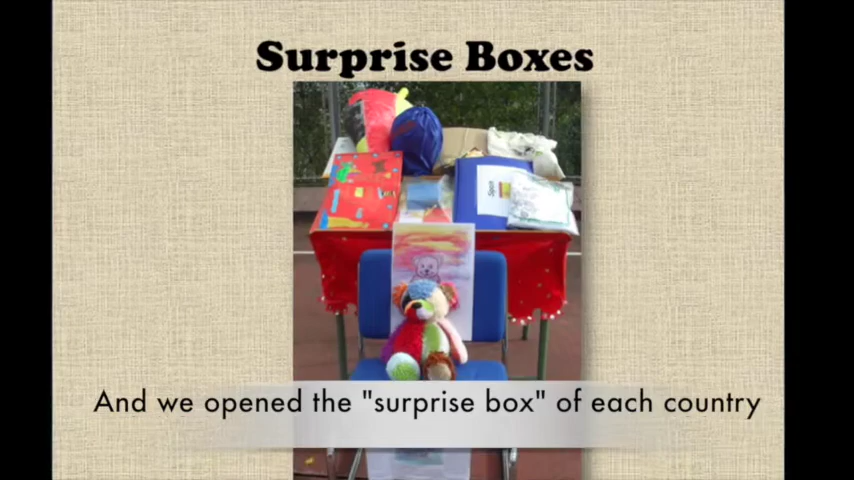 Surprise Boxes
And we opened the "surprise box" of each country